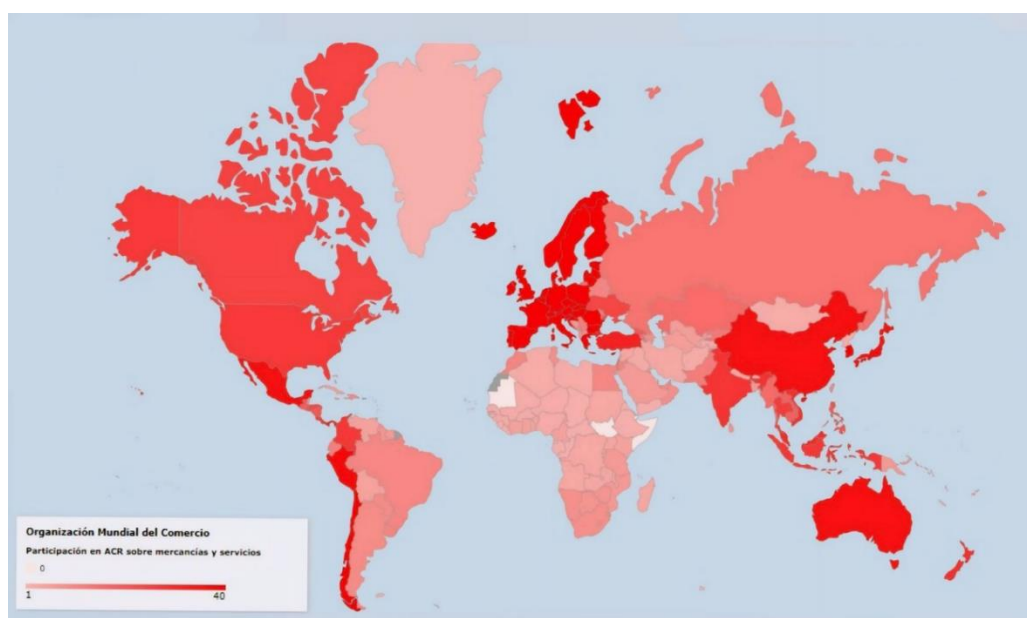 Organización Mundial del Comercio
Participación en ACR sobre mercancías y servicios
0
1 40